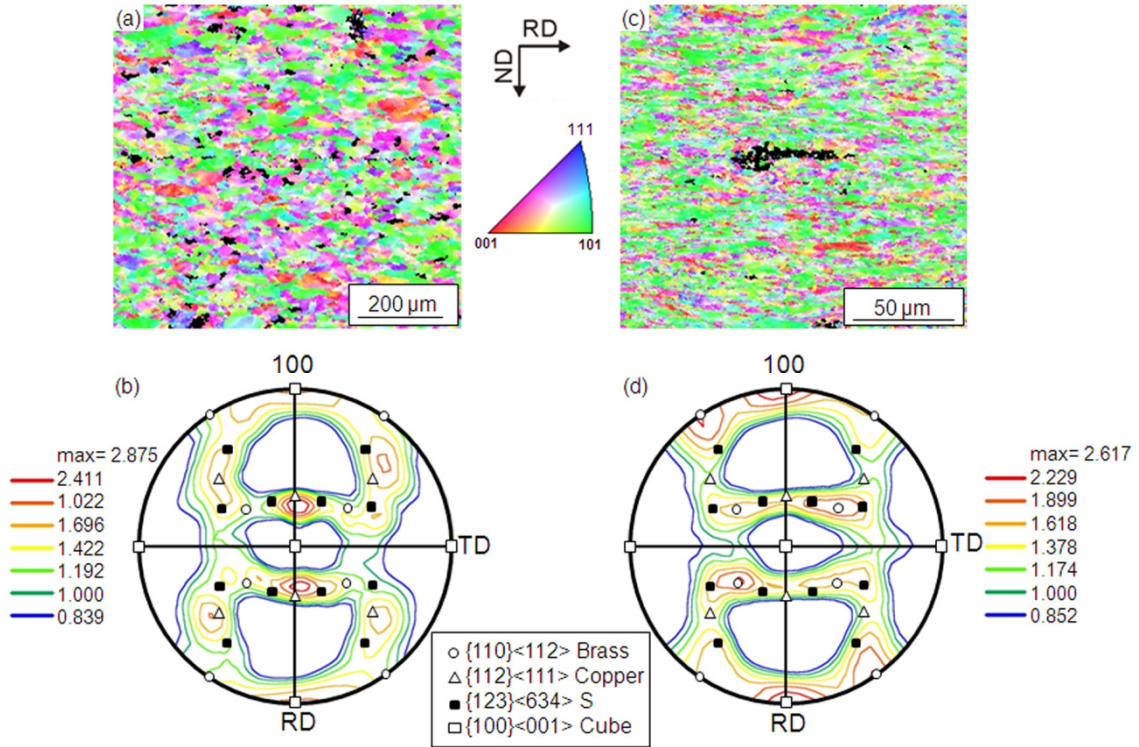 (a)
RD
ND
111
001
101
200 µm
(c)
50 µm
(b)
100
max= 2.875
2.411
1.022
1.696
1.422
1.192
1.000
0.839
TD
RD
(d)
100
max= 2.617
2.229
1.899
1.618
1.378
1.174
1.000
0.852
TD
RD
{110}<112> Brass
{112}<111> Copper
{123}<634> S
{100}<001> Cube